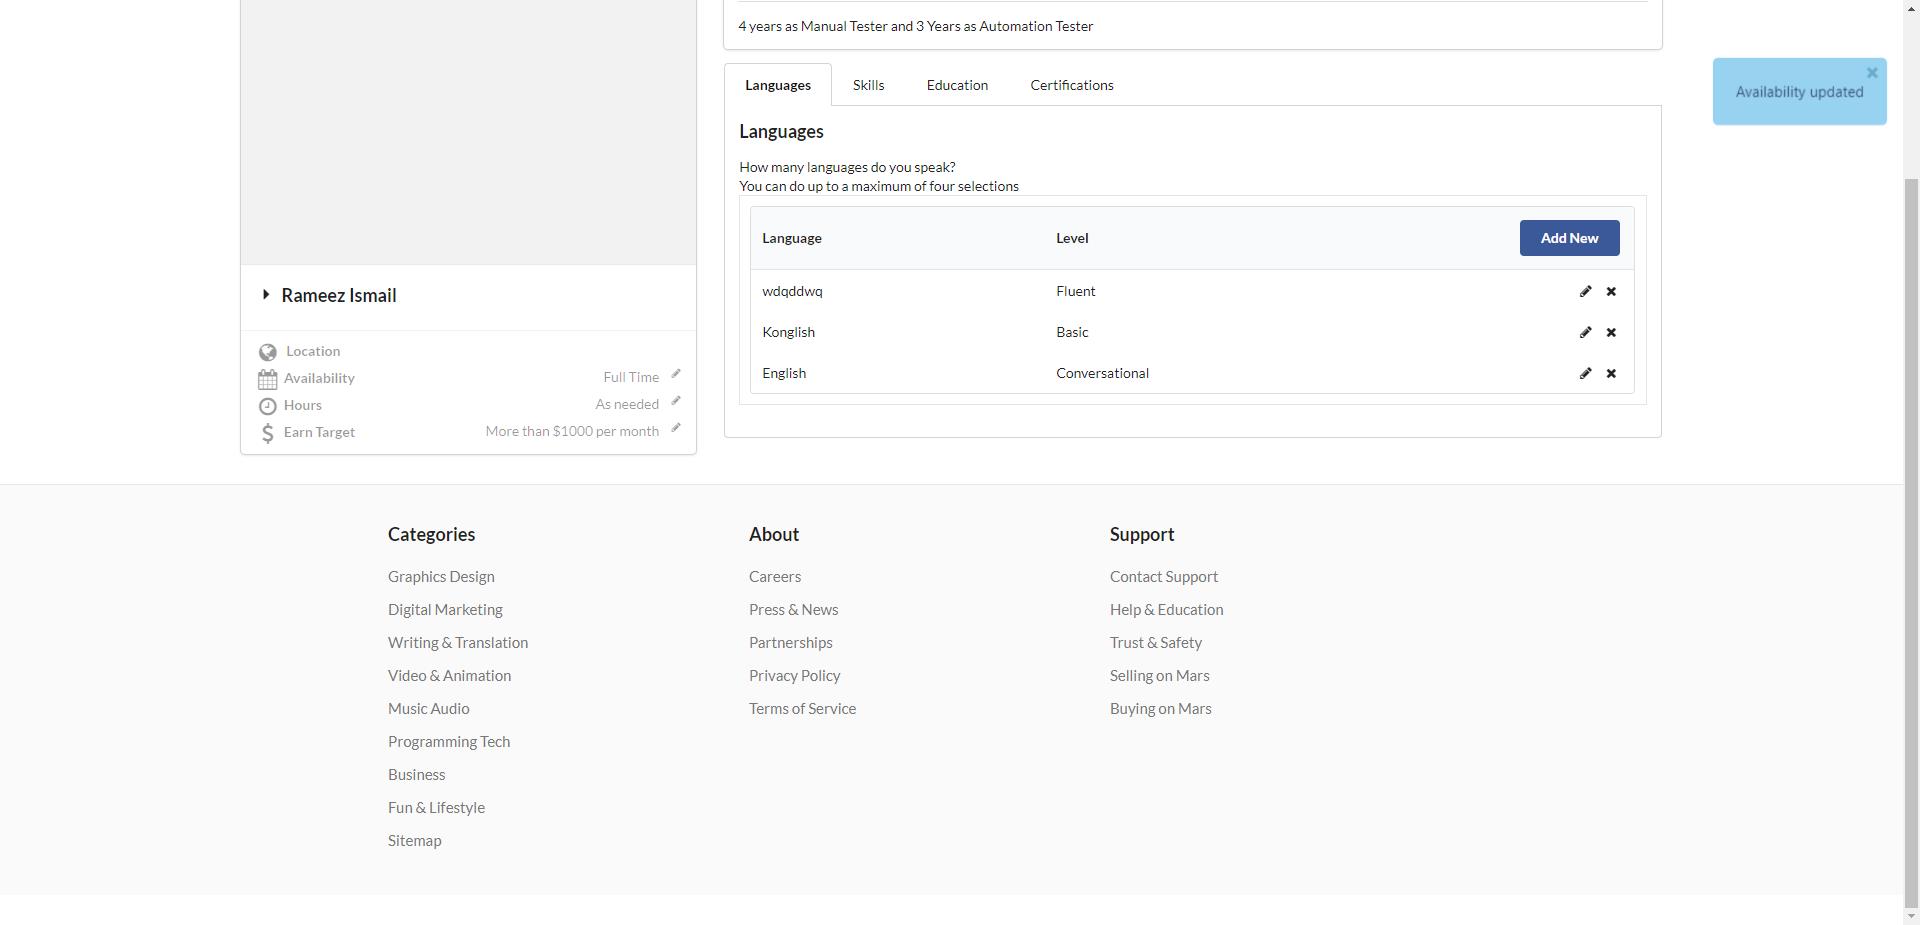 4 years as Manual Tester and 3 Years as Automation Tester
Languages Skills Education Certifications
Availability updated
Languages
How many languages do you speak?
You can do up to a maximum of four selections
Language Level Add New
wdqddwq Fluent
Konglish Basic
English Conversational
Rameez Ismail
Location
Availability Full Time
Hours As needed
Earn Target More than $1000 per month
Categories
Graphics Design
Digital Marketing
Writing & Translation
Video & Animation
Music Audio
Programming Tech
Business
Fun & Lifestyle
Sitemap
About
Careers
Press & News
Partnerships
Privacy Policy
Terms of Service
Support
Contact Support
Help & Education
Trust & Safety
Selling on Mars
Buying on Mars